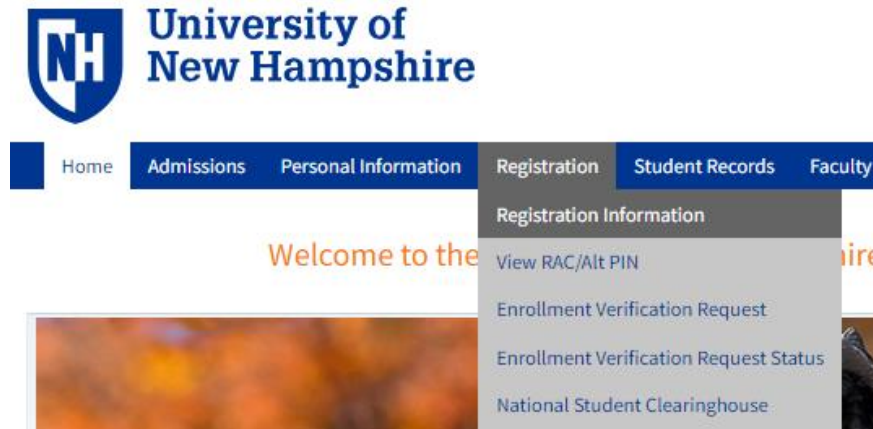 NH
University of
New Hampshire
Home Admissions Personal Information Registration Student Records Faculty
Registration Information
Welcome to the
View RAC/Alt PIN
Enrollment Verification Request
Enrollment Verification Request Status
National Student Clearinghouse